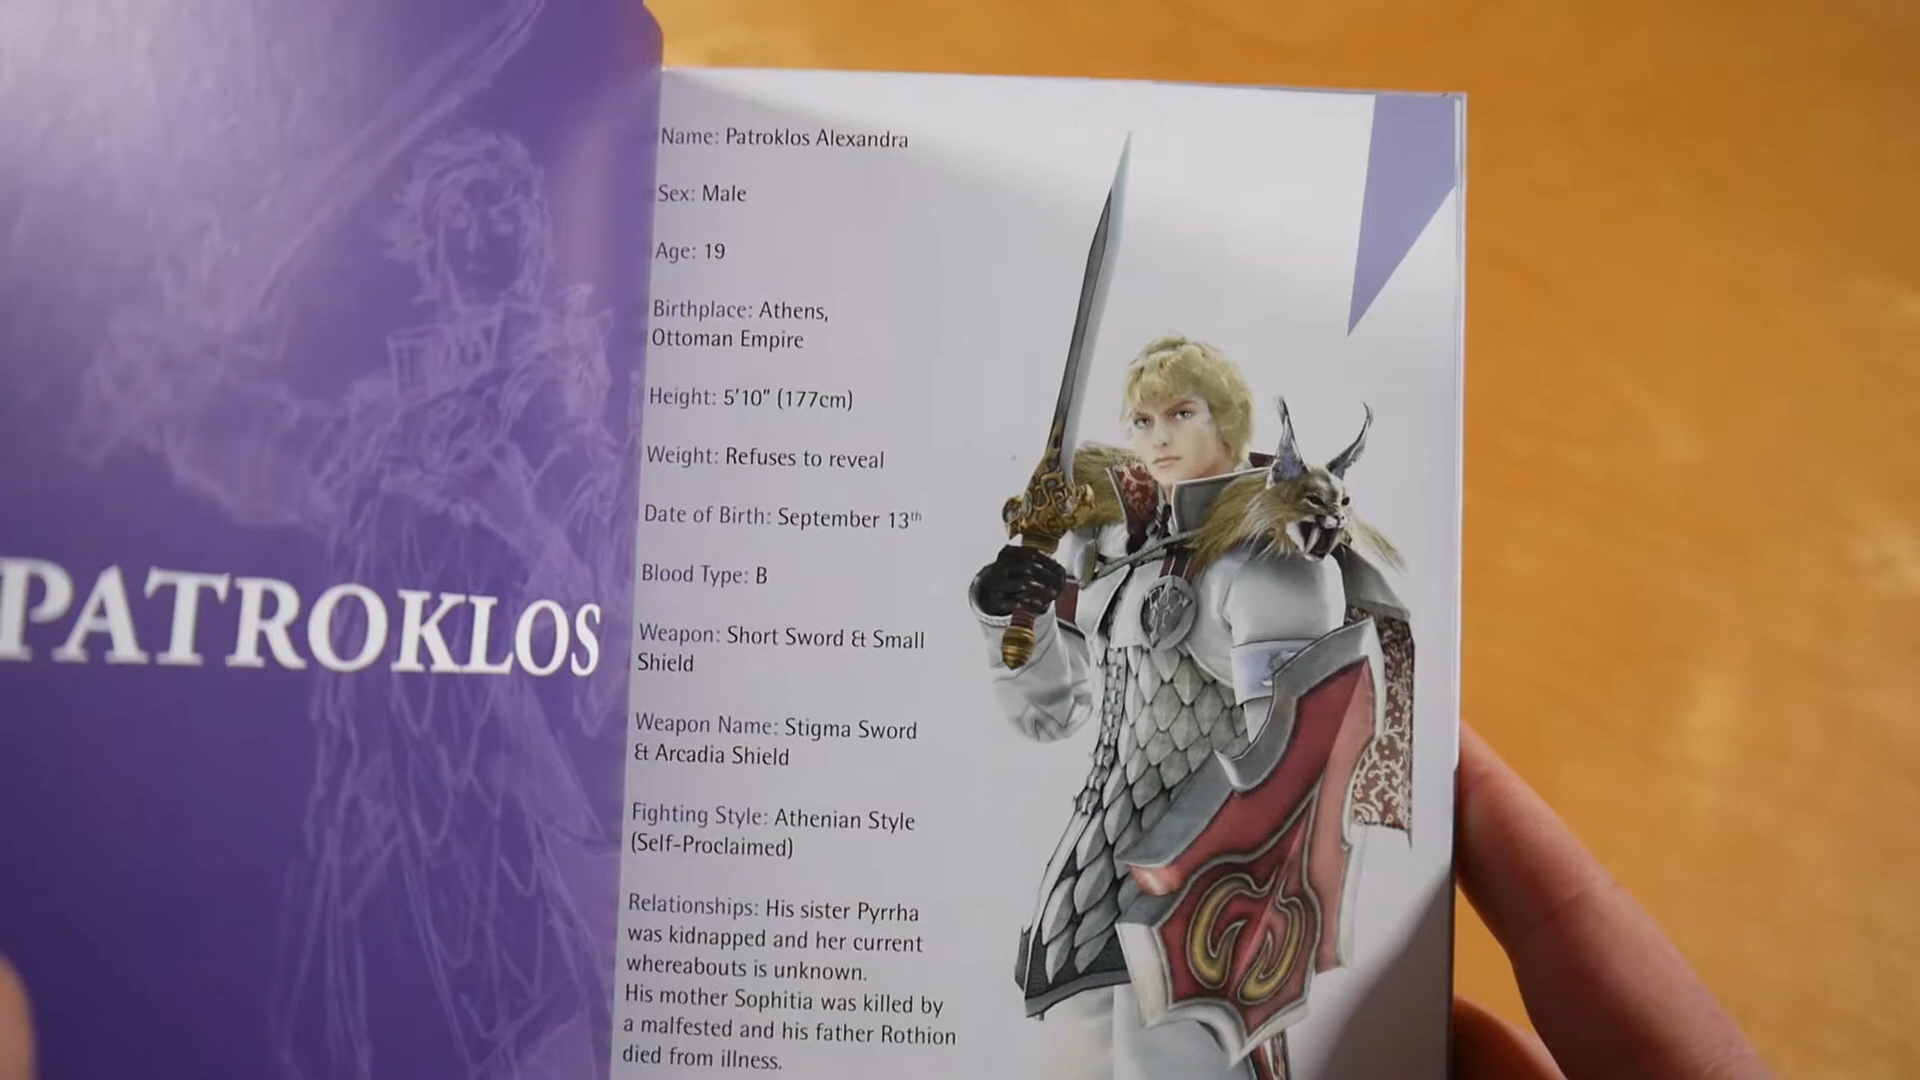 PATROKLOS
Name: Patroklos Alexandra
Sex: Male
Age: 19
Birthplace: Athens,
Ottoman Empire
Height: 5'10" (177cm)
Weight: Refuses to reveal
Date of Birth: September 13th
Blood Type: B
Weapon: Short Sword & Small
Shield
Weapon Name: Stigma Sword
& Arcadia Shield
Fighting Style: Athenian Style
(Self-Proclaimed)
Relationships: His sister Pyrrha
was kidnapped and her current
whereabouts is unknown.
His mother Sophitia was killed by
a malfested and his father Rothion
died from illness.